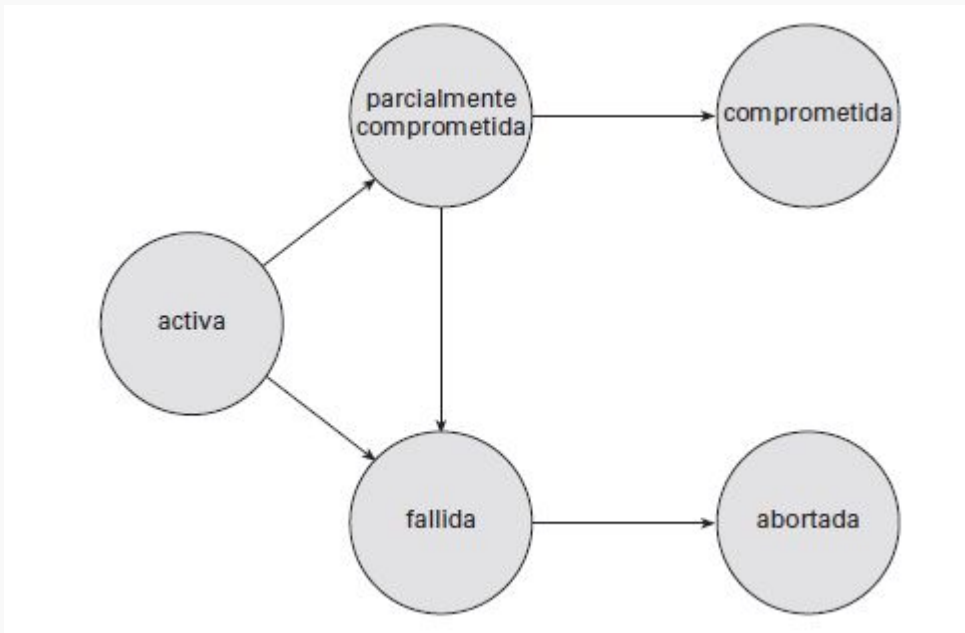 parcialmente
comprometida
comprometida
activa
fallida
abortada